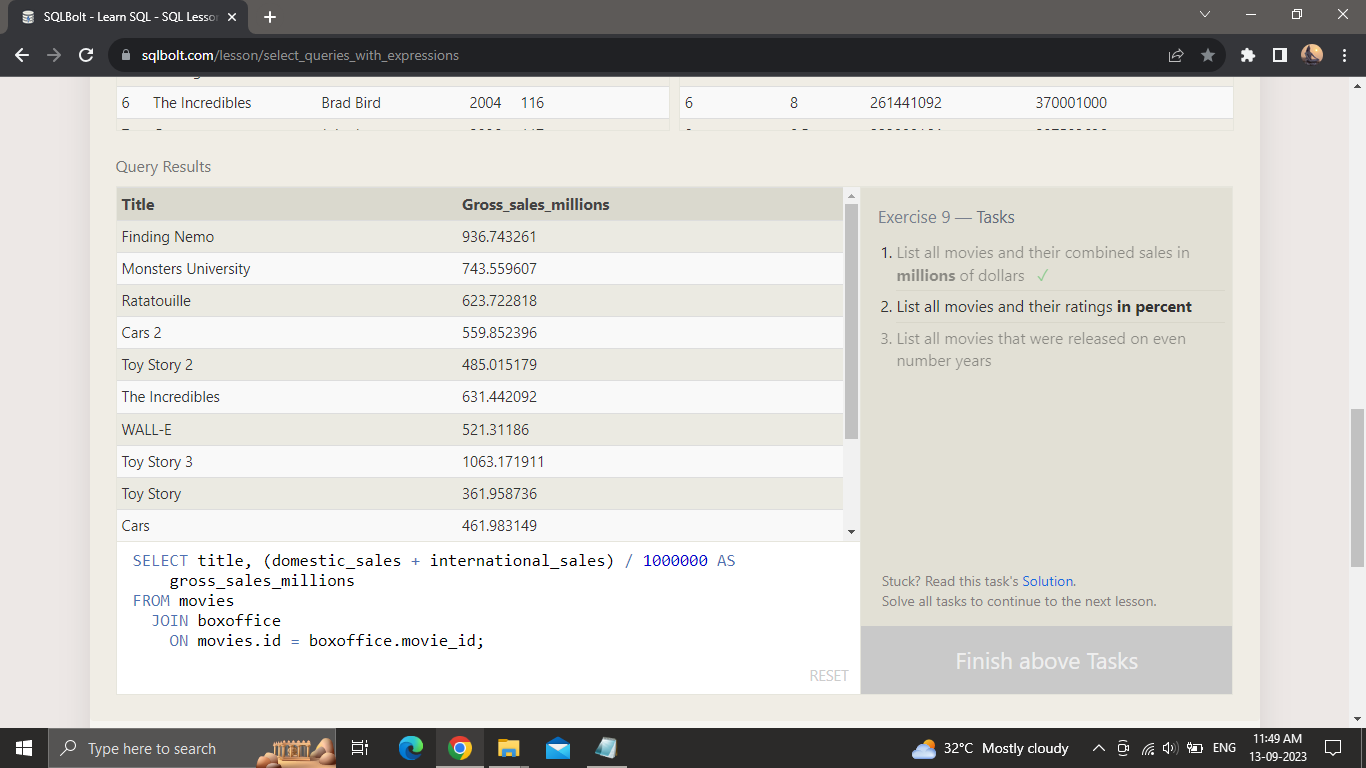 SQLBolt - Learn SQL - SQL Lesson
sqlbolt.com/lesson/select_queries_with_expressions
6 The Incredibles Brad Bird 2004 116 6 8 261441092 370001000
Query Results
Title Gross_sales_millions
Finding Nemo 936.743261
Monsters University 743.559607
Ratatouille 623.722818
Cars 2 559.852396
Toy Story 2 485.015179
The Incredibles 631.442092
WALL-E 521.31186
Toy Story 3 1063.171911
Toy Story 361.958736
Cars 461.983149
SELECT title, (domestic_sales + international_sales) / 1000000 AS
gross_sales_millions
FROM movies
JOIN boxoffice
ON movies.id = boxoffice.movie_id;
RESET
Exercise 9 — Tasks
1. List all movies and their combined sales in
millions of dollars ✓
2. List all movies and their ratings in percent
3. List all movies that were released on even
number years
Stuck? Read this task's Solution.
Solve all tasks to continue to the next lesson.
Finish above Tasks
Type here to search
32°C Mostly cloudy
ENG
11:49 AM
13-09-2023